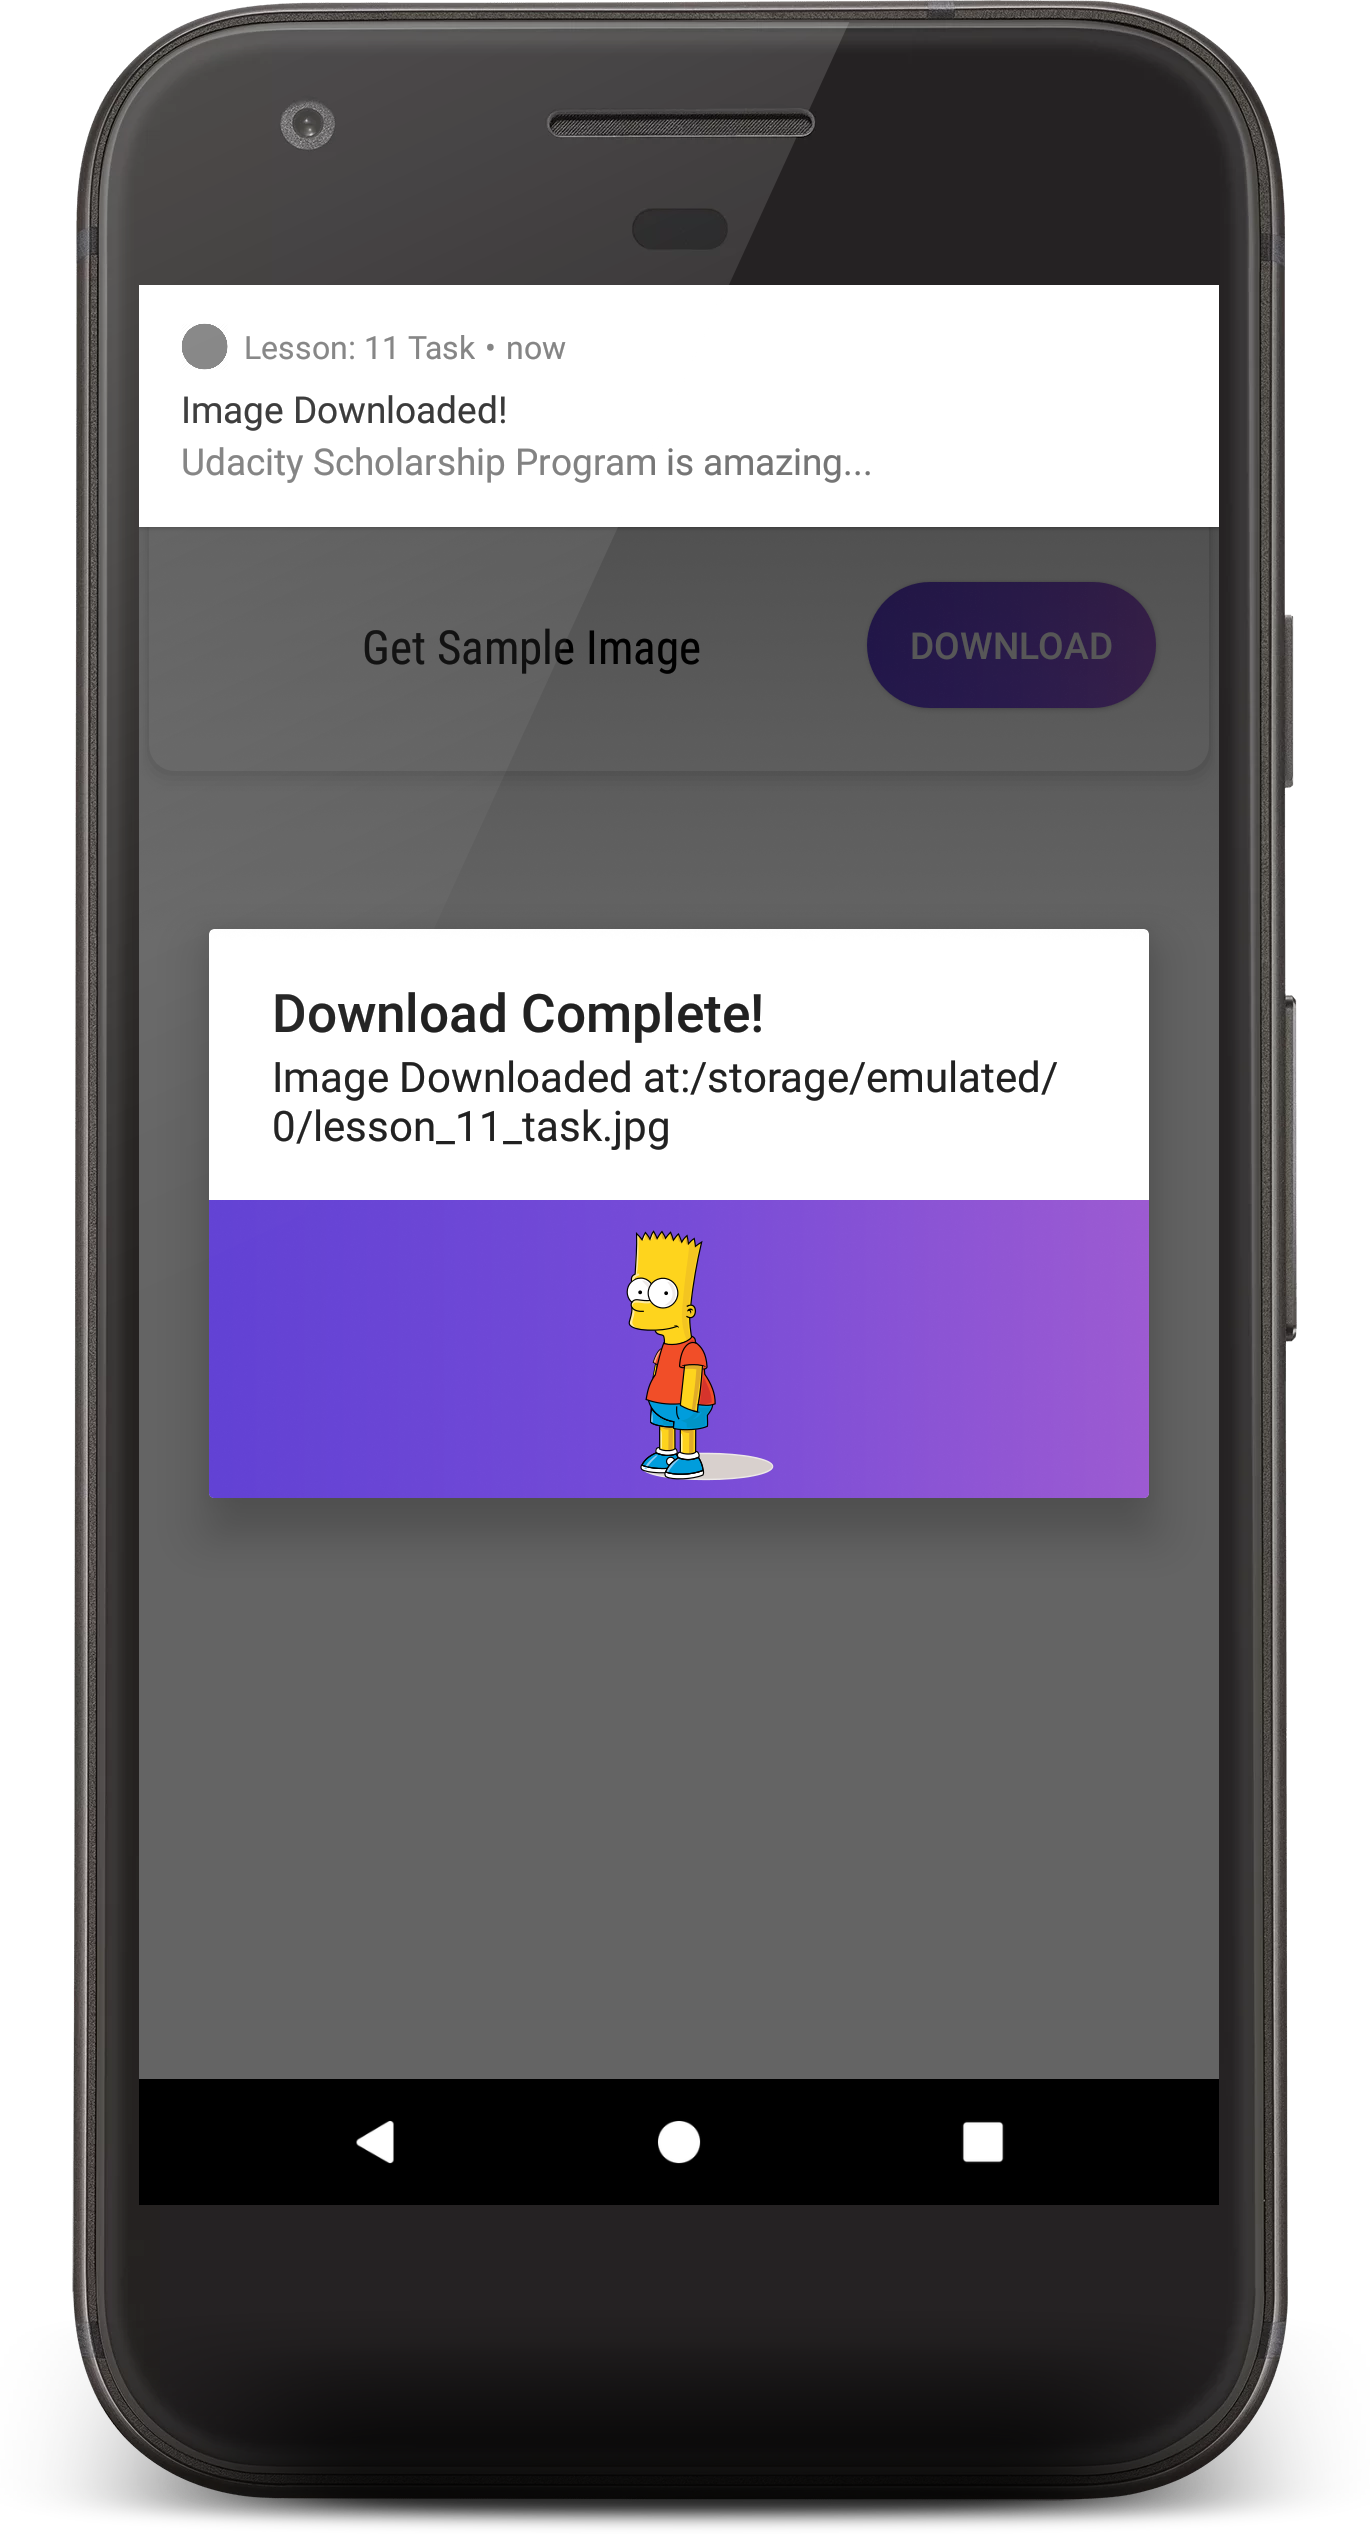 Lesson: 11 Task • now
Image Downloaded!
Udacity Scholarship Program is amazing...
Get Sample Image
DOWNLOAD
Download Complete!
Image Downloaded at:/storage/emulated/
0/lesson_11_task.jpg